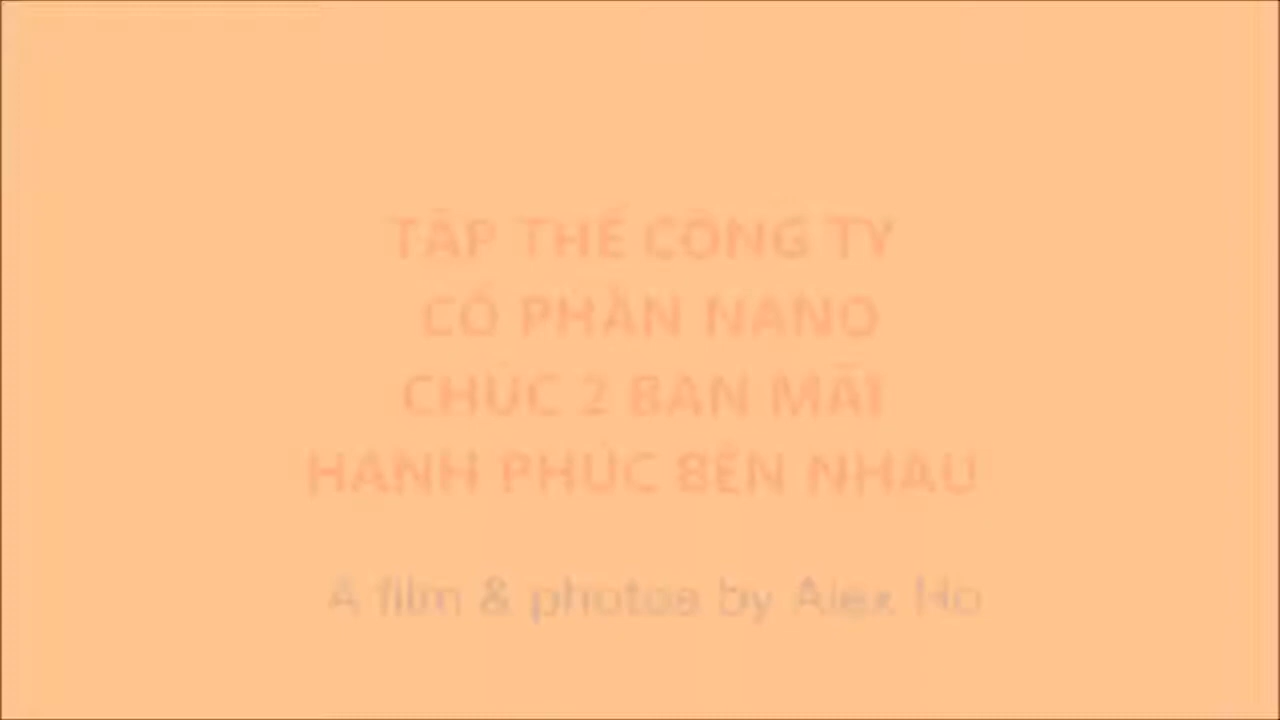 TẬP THỂ CÔNG TY
CỔ PHẦN NANO
CHÚC 2 BẠN MÃI
HẠNH PHÚC BÊN NHAU
A film & photos by Alex Ho